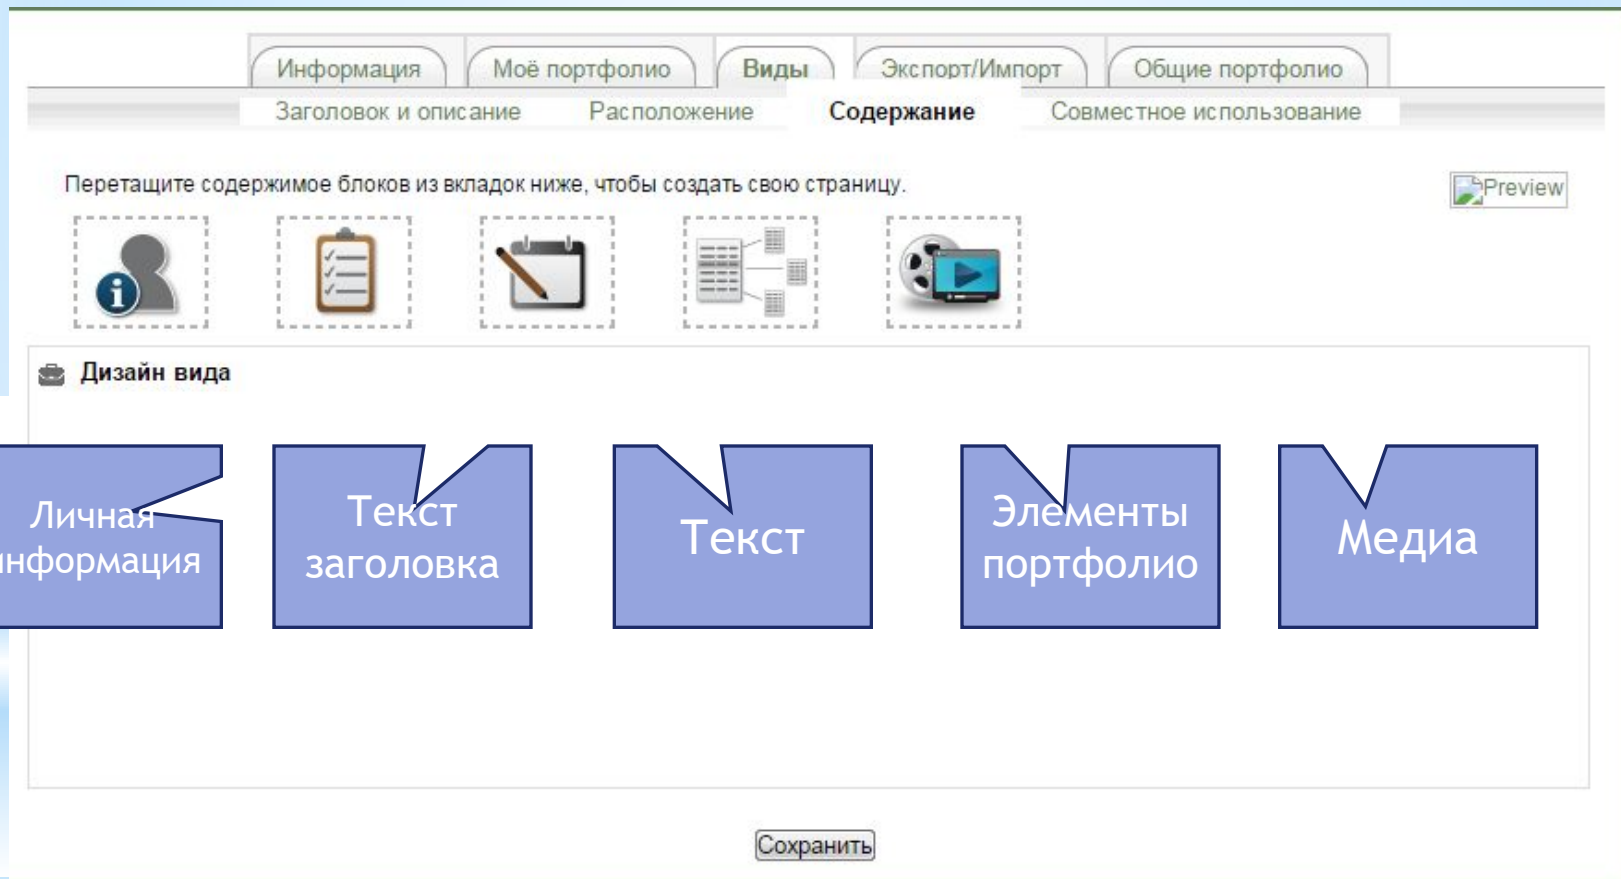 Информация Моё портфолио Виды Экспорт/Импорт Общие портфолио
Заголовок и описание Расположение Содержание Совместное использование
Перетащите содержимое блоков из вкладок ниже, чтобы создать свою страницу.
Preview
Дизайн вида
Личная
информация
Текст
заголовка
Текст
Элементы
портфолио
Медиа
Сохранить